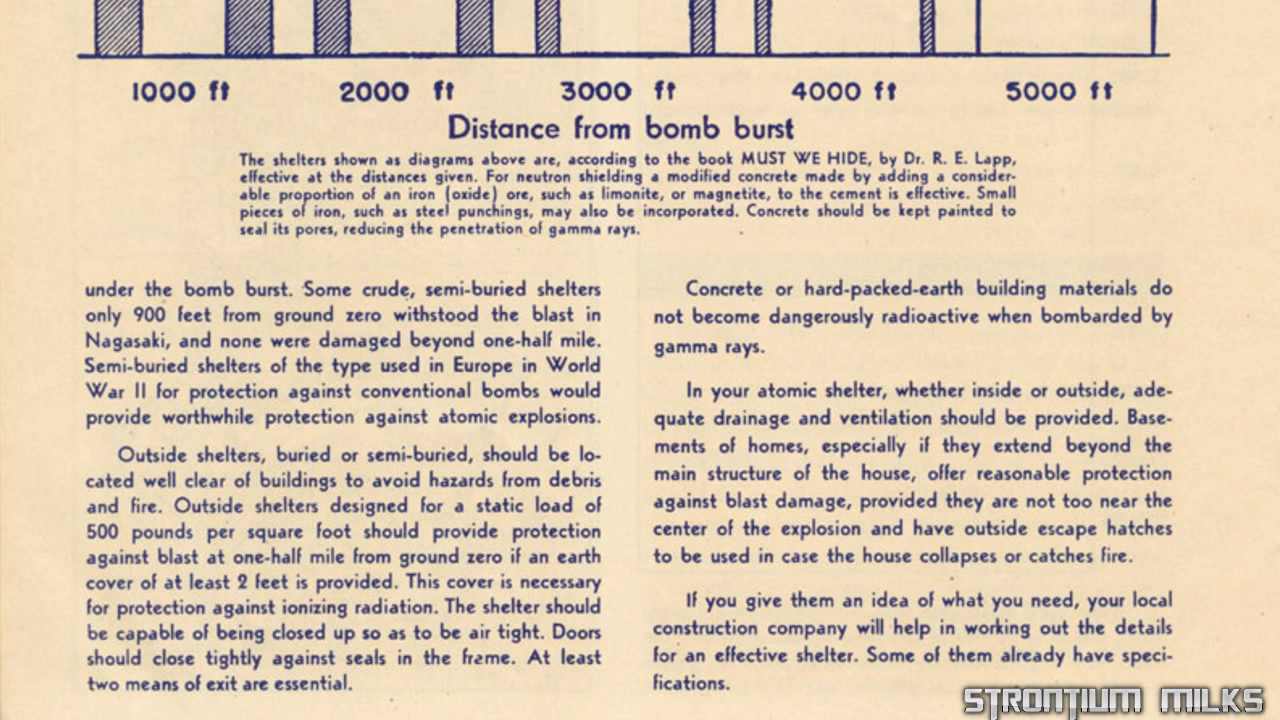 1000 ft 2000 ft 3000 ft 4000 ft 5000 ft
Distance from bomb burst
The shelters shown as diagrams above are, according to the book MUST WE HIDE, by Dr. R. E. Lapp,
effective at the distances given. For neutron shielding a modified concrete made by adding a consider-
able proportion of an iron (oxide) ore, such as limonite, or magnetite, to the cement is effective. Small
pieces of iron, such as steel punchings, may also be incorporated. Concrete should be kept painted to
seal its pores, reducing the penetration of gamma rays.
under the bomb burst. Some crude, semi-buried shelters
only 900 feet from ground zero withstood the blast in
Nagasaki, and none were damaged beyond one-half mile.
Semi-buried shelters of the type used in Europe in World
War II for protection against conventional bombs would
provide worthwhile protection against atomic explosions.
Outside shelters, buried or semi-buried, should be lo-
cated well clear of buildings to avoid hazards from debris
and fire. Outside shelters designed for a static load of
500 pounds per square foot should provide protection
against blast at one-half mile from ground zero if an earth
cover of at least 2 feet is provided. This cover is necessary
for protection against ionizing radiation. The shelter should
be capable of being closed up so as to be air tight. Doors
should close tightly against seals in the frame. At least
two means of exit are essential.
Concrete or hard-packed-earth building materials do
not become dangerously radioactive when bombarded by
gamma rays.
In your atomic shelter, whether inside or outside, ade-
quate drainage and ventilation should be provided. Base-
ments of homes, especially if they extend beyond the
main structure of the house, offer reasonable protection
against blast damage, provided they are not too near the
center of the explosion and have outside escape hatches
to be used in case the house collapses or catches fire.
If you give them an idea of what you need, your local
construction company will help in working out the details
for an effective shelter. Some of them already have speci-
fications.
STRONTIUM MILKS